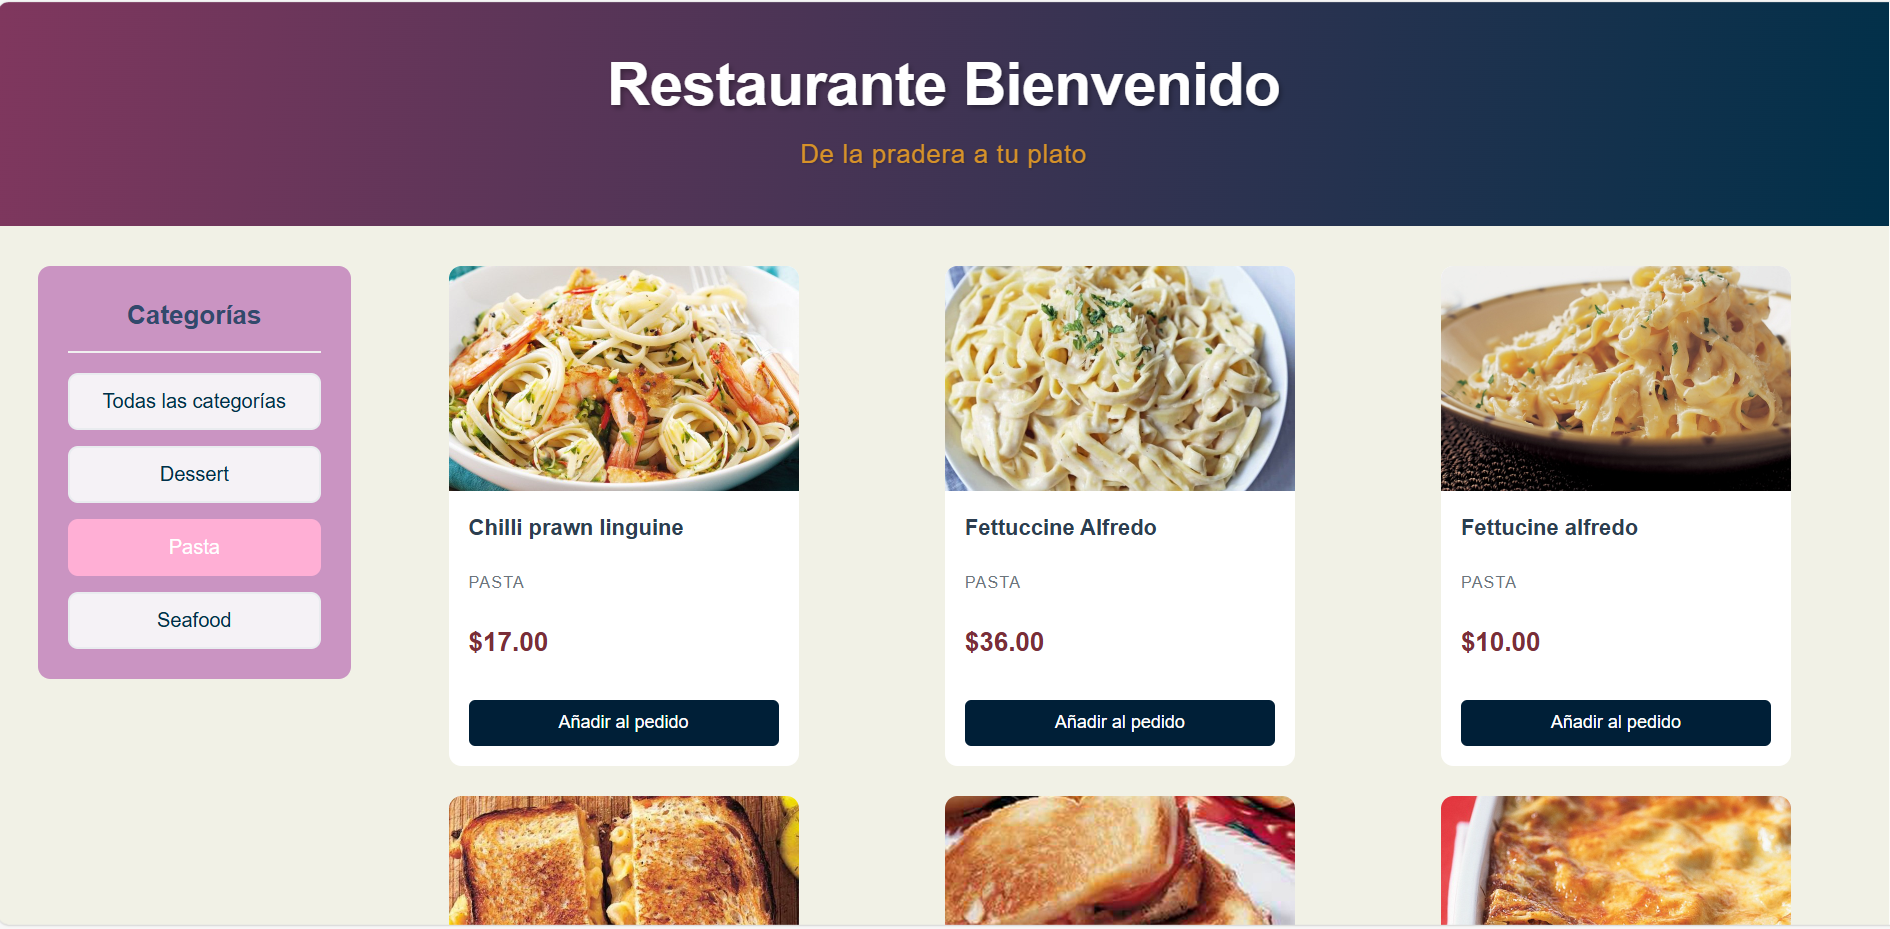 Restaurante Bienvenido
De la pradera a tu plato
Categorías
Todas las categorías
Dessert
Pasta
Seafood
Chilli prawn linguine
PASTA
$17.00
Añadir al pedido
Fettuccine Alfredo
PASTA
$36.00
Añadir al pedido
Fettucine alfredo
PASTA
$10.00
Añadir al pedido